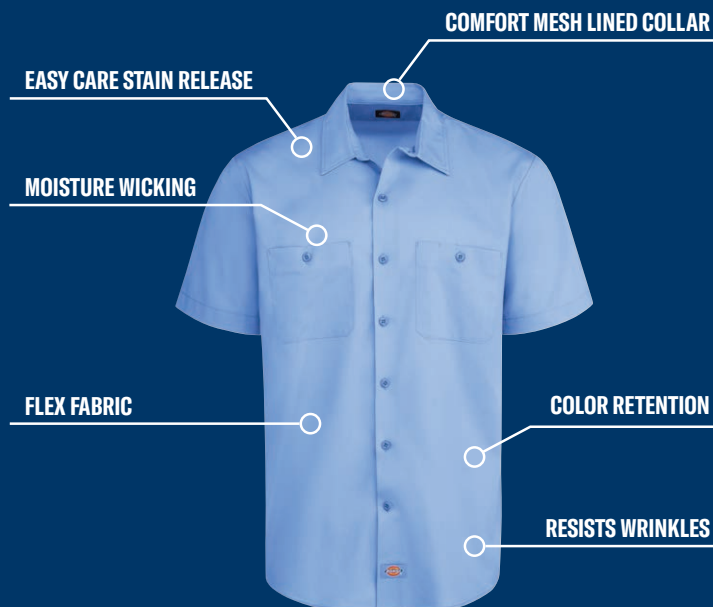 COMFORT MESH LINED COLLAR
EASY CARE STAIN RELEASE
MOISTURE WICKING
FLEX FABRIC
COLOR RETENTION
RESISTS WRINKLES